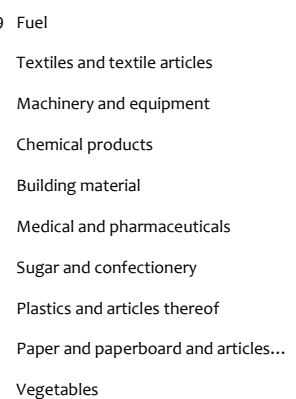 9 Fuel
Textiles and textile articles
Machinery and equipment
Chemical products
Building material
Medical and pharmaceuticals
Sugar and confectionery
Plastics and articles thereof
Paper and paperboard and articles...
Vegetables